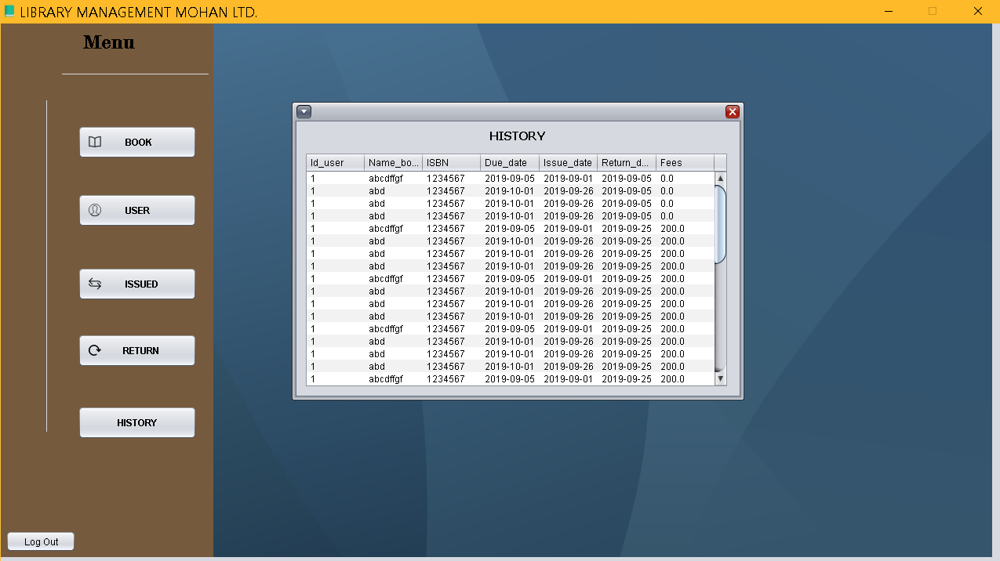 LIBRARY MANAGEMENT MOHAN LTD.
Menu
BOOK
USER
ISSUED
RETURN
HISTORY
Log Out
HISTORY
Id_user Name_bo... ISBN Due_date Issue_date Return_d... Fees
1 abcdffgf 1234567 2019-09-05 2019-09-01 2019-09-05 0.0
1 abd 1234567 2019-10-01 2019-09-26 2019-09-05 0.0
1 abd 1234567 2019-10-01 2019-09-26 2019-09-05 0.0
1 abd 1234567 2019-10-01 2019-09-26 2019-09-05 0.0
1 abcdffgf 1234567 2019-09-05 2019-09-01 2019-09-25 200.0
1 abd 1234567 2019-10-01 2019-09-26 2019-09-25 200.0
1 abd 1234567 2019-10-01 2019-09-26 2019-09-25 200.0
1 abd 1234567 2019-10-01 2019-09-26 2019-09-25 200.0
1 abcdffgf 1234567 2019-09-05 2019-09-01 2019-09-25 200.0
1 abd 1234567 2019-10-01 2019-09-26 2019-09-25 200.0
1 abd 1234567 2019-10-01 2019-09-26 2019-09-25 200.0
1 abd 1234567 2019-10-01 2019-09-26 2019-09-25 200.0
1 abcdffgf 1234567 2019-09-05 2019-09-01 2019-09-25 200.0
1 abd 1234567 2019-10-01 2019-09-26 2019-09-25 200.0
1 abd 1234567 2019-10-01 2019-09-26 2019-09-25 200.0
1 abd 1234567 2019-10-01 2019-09-26 2019-09-25 200.0
1 abcdffgf 1234567 2019-09-05 2019-09-01 2019-09-25 200.0